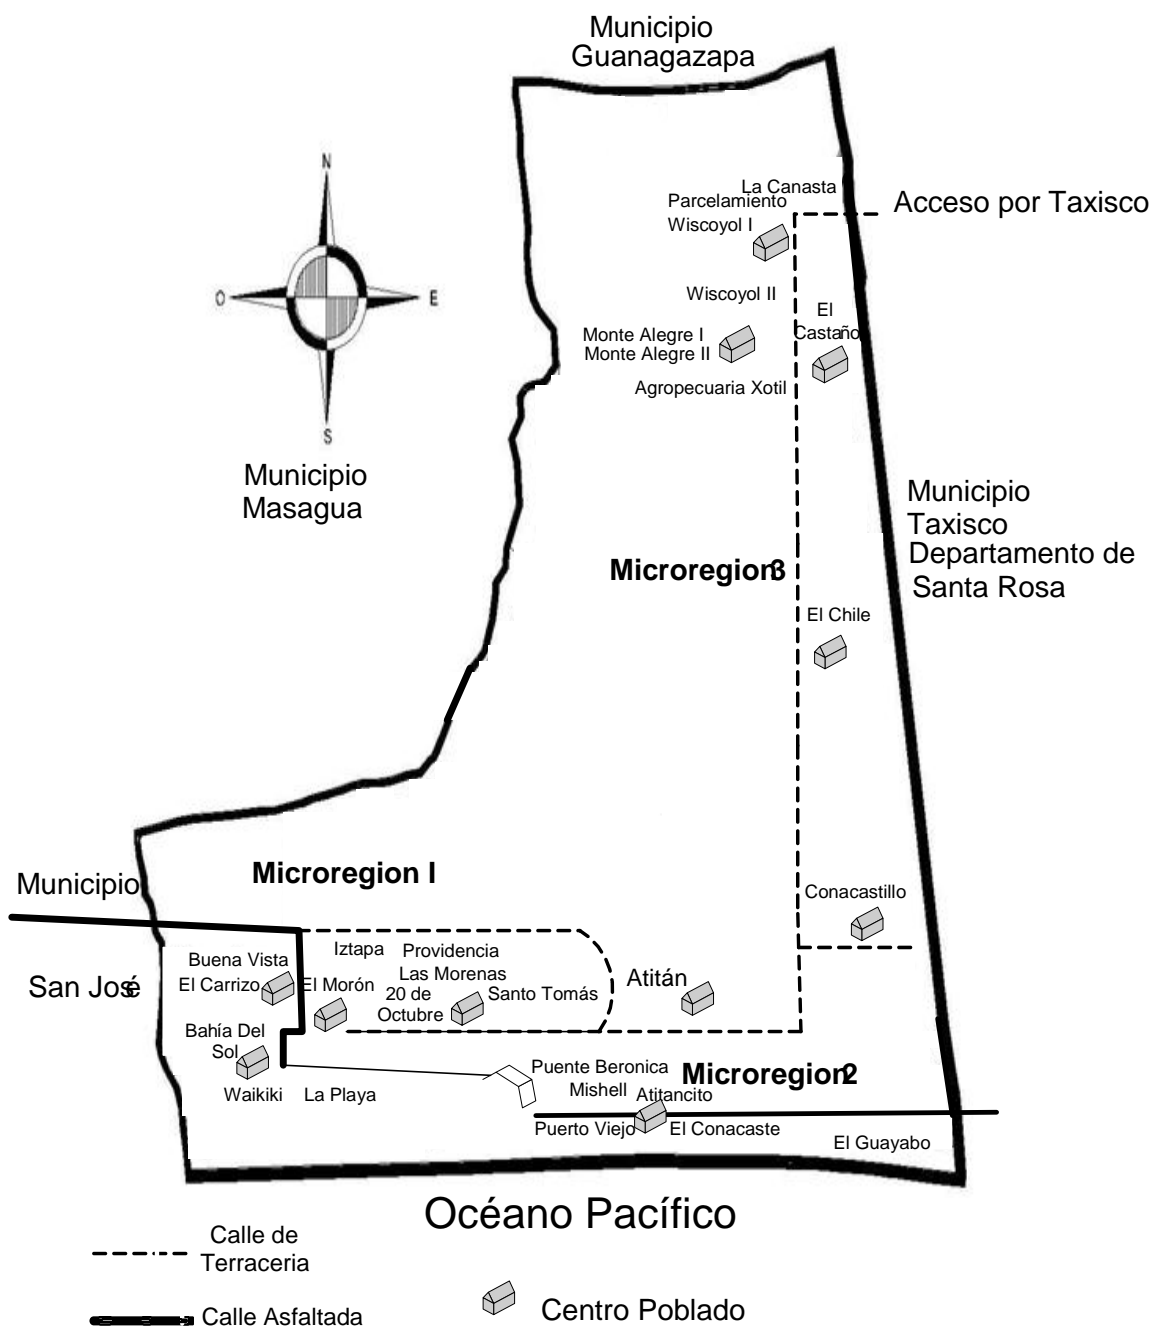 Municipio
Guanagazapa
N
O
E
S
La Canasta
Parcelamiento
Wiscoyol I
Acceso por Taxisco
Wiscoyol II
El
Castaño
Monte Alegre I
Monte Alegre II
Agropecuaria Xotil
Municipio
Masagua
Municipio
Taxisco
Departamento de
Santa Rosa
Microregion3
El Chile
Microregion I
Municipio
Conacastillo
San José
Buena Vista
El Carrizo
Iztapa
Providencia
El Morón
Las Morenas
20 de
Octubre
Santo Tomás
Atitán
Bahía Del
Sol
Waikiki
La Playa
Puente Beronica
Mishell
Microregion2
Atitancito
Puerto Viejo
El Conacaste
El Guayabo
Océano Pacífico
Calle de
Terraceria
Calle Asfaltada
Centro Poblado